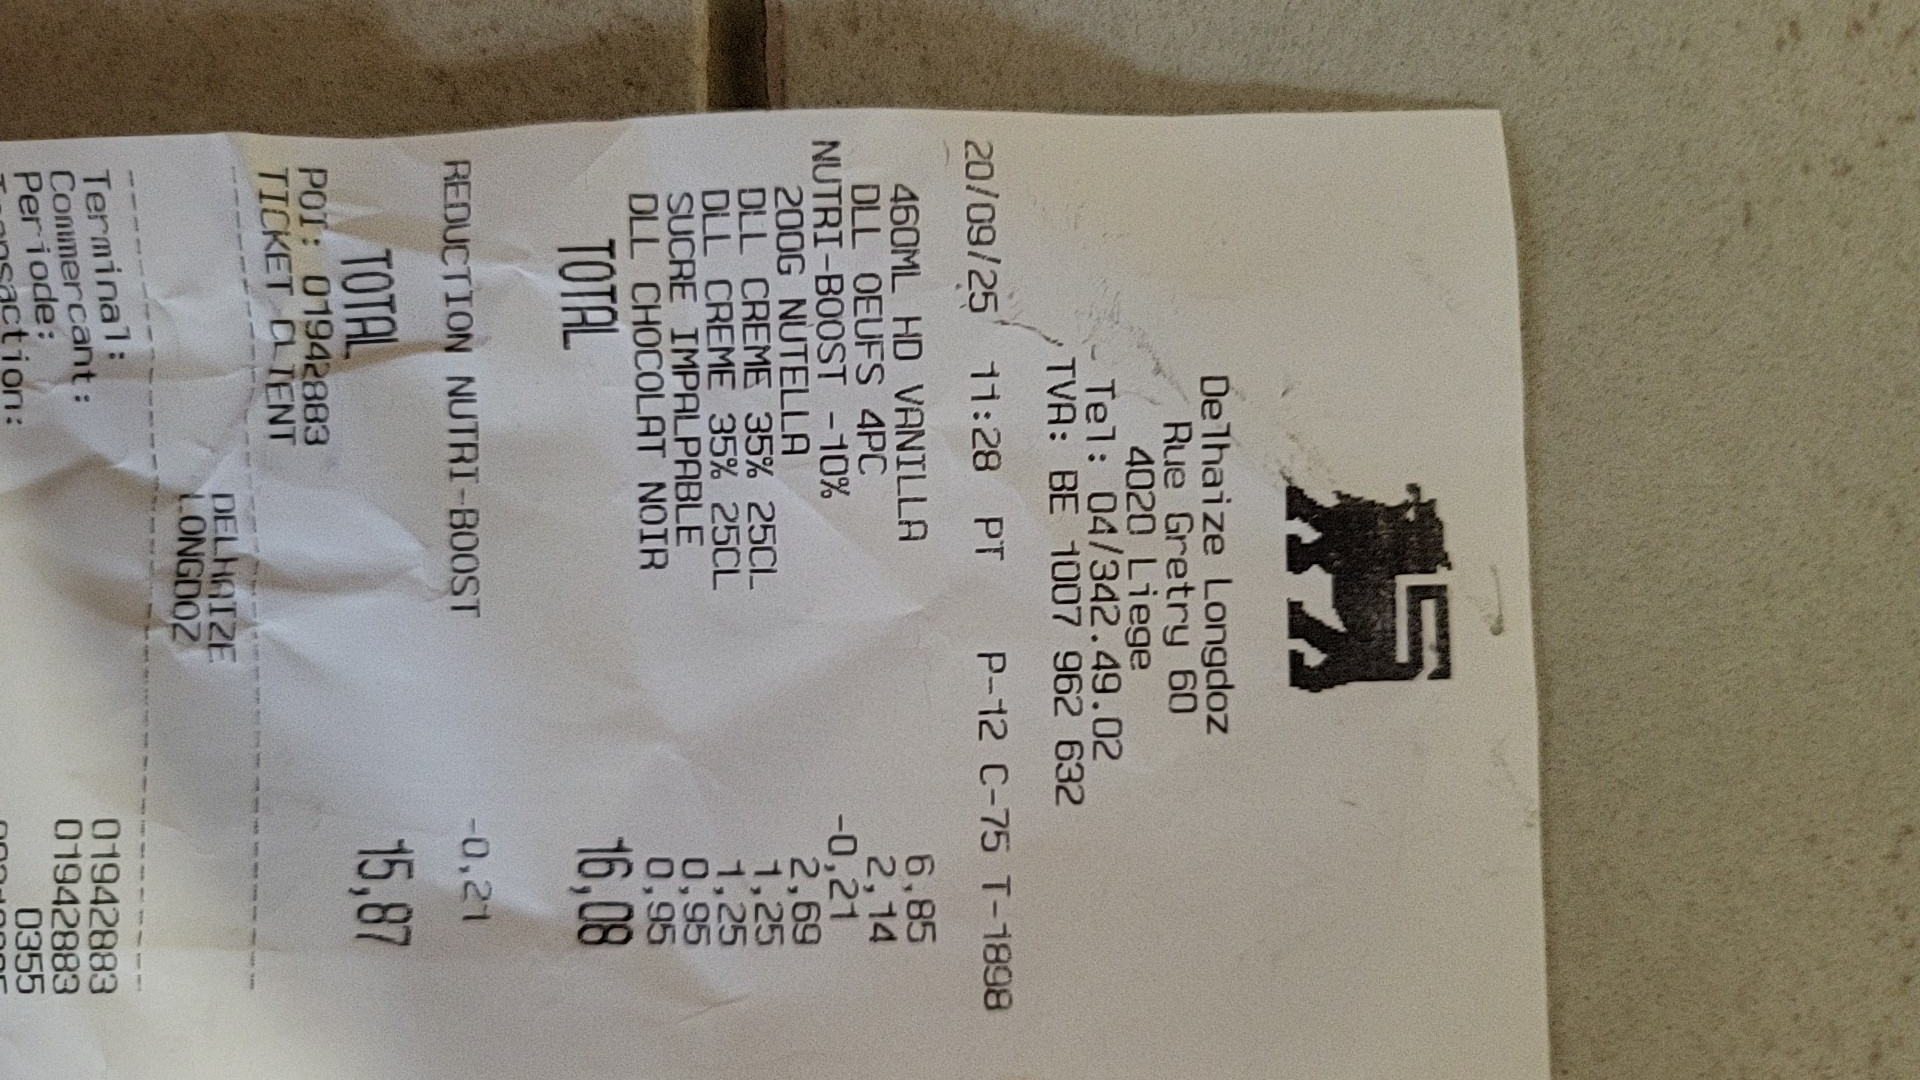 Delhaize Longdoz
Rue Gretry 60
4020 Liege
Tel: 04/342.49.02
TVA: BE 1007 962 632
20/09/25 11:28 PT P-12 C-75 T-1898
460ML HD VANILLA 6,85
DLL OEUFS 4PC 2,14
NUTRI-BOOST -10% -0,21
200G NUTELLA 2,69
DLL CREME 35% 25CL 1,25
DLL CREME 35% 25CL 1,25
SUCRE IMPALPABLE 0,95
DLL CHOCOLAT NOIR 0,95
TOTAL 16,08
REDUCTION NUTRI-BOOST -0,21
TOTAL 15,87
POI: 01942883
TICKET CLIENT
DELHAIZE
LONGDOZ
Terminal: 01942883
Commercant: 01942883
Periode: 0355